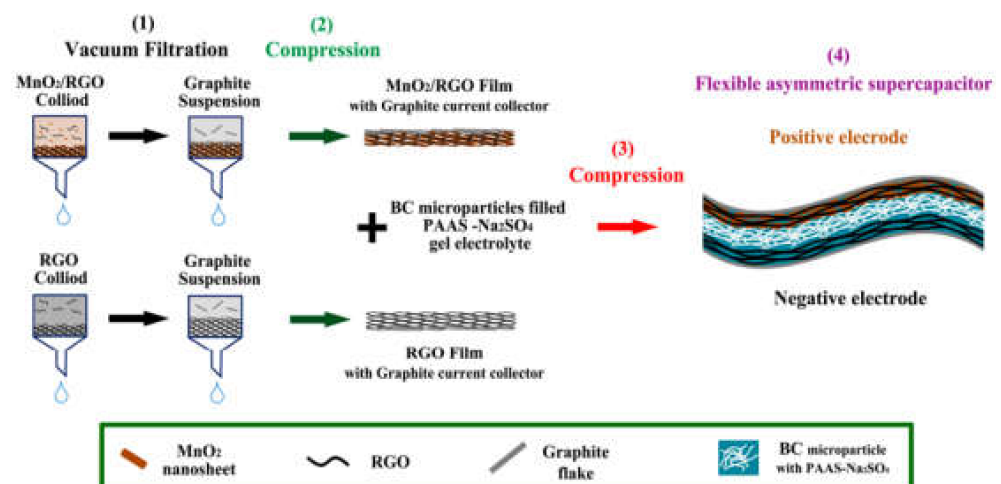 (1)
Vacuum Filtration
(2)
Compression
MnO₂/RGO
Colliod
Graphite
Suspension
MnO₂/RGO Film
with Graphite current collector
(3)
Compression
(4)
Flexible asymmetric supercapacitor
Positive elecrode
BC microparticles filled
PAAS -Na₂SO₄
gel electrolyte
Negative electrode
RGO
Colliod
Graphite
Suspension
RGO Film
with Graphite current collector
MnO₂
nanosheet
RGO
Graphite
flake
BC microparticle
with PAAS-Na₂SO₄